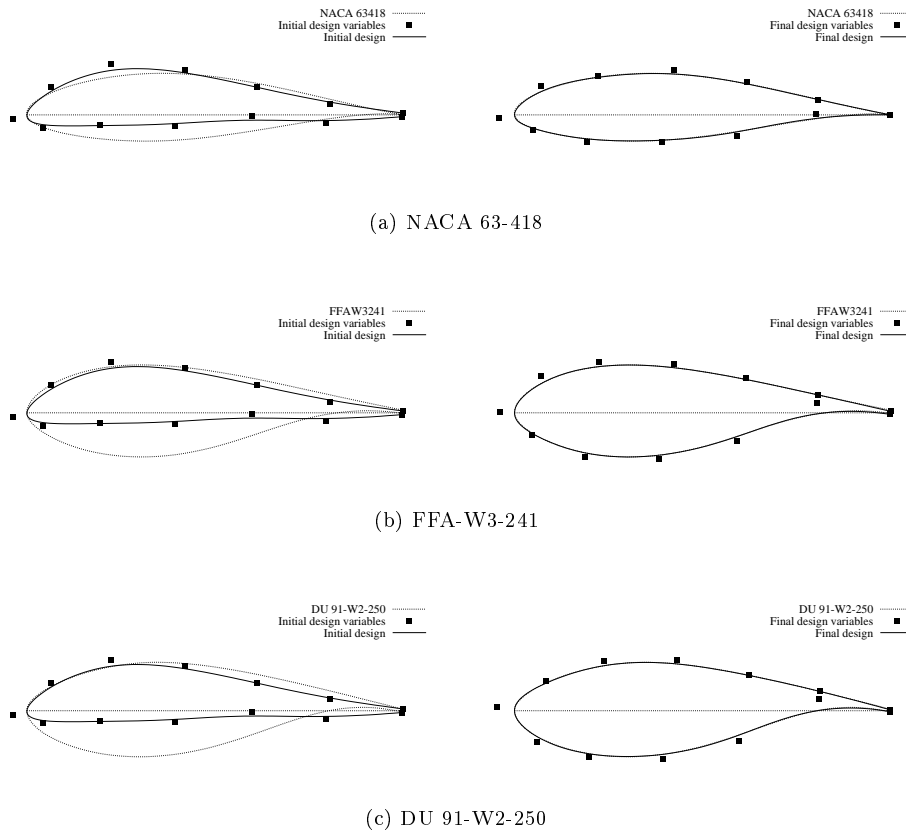 NACA 63418
Initial design variables
Initial design
NACA 63418
Final design variables
Final design
(a) NACA 63-418
FFAW3241
Initial design variables
Initial design
FFAW3241
Final design variables
Final design
(b) FFA-W3-241
DU 91-W2-250
Initial design variables
Initial design
DU 91-W2-250
Final design variables
Final design
(c) DU 91-W2-250